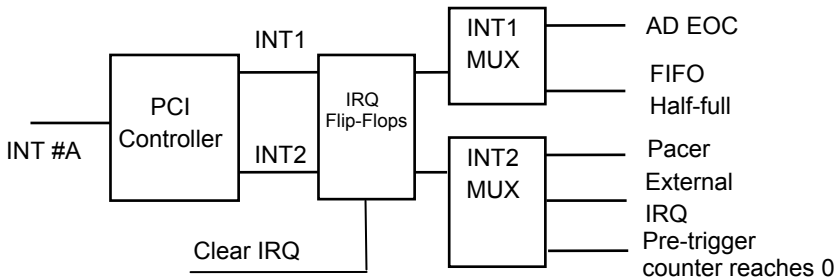 INT1
INT1
MUX
AD EOC
FIFO
Half-full
PCI
Controller
IRQ
Flip-Flops
INT #A
INT2
INT2
MUX
Pacer
External
IRQ
Pre-trigger
counter reaches 0
Clear IRQ